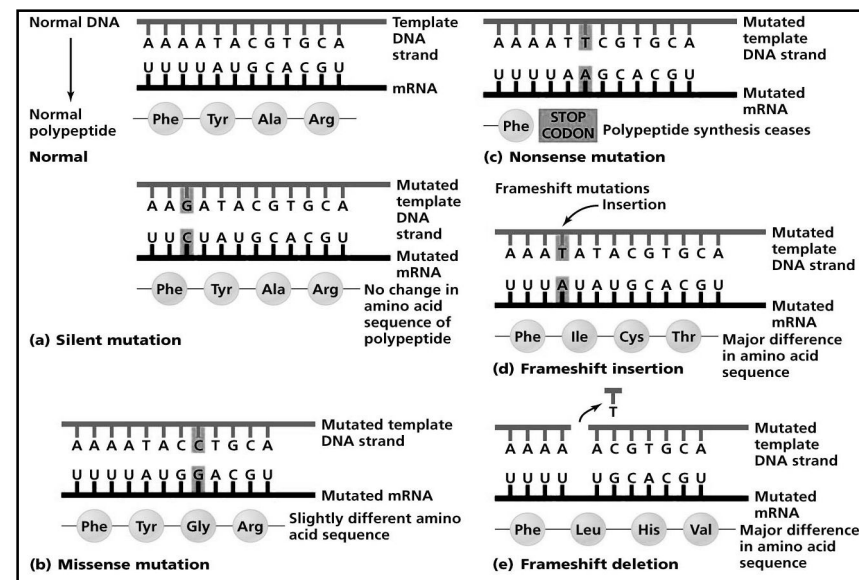 Normal DNA
Template
DNA
strand
A A A A T A C G T G C A
U U U U A U G C A C G U
mRNA
Normal
polypeptide
Phe Tyr Ala Arg
Normal
Mutated
template
DNA
strand
A A G A T A C G T G C A
U U C U A U G C A C G U
Mutated
mRNA
Phe Tyr Ala Arg
No change in
amino acid
sequence of
polypeptide
(a) Silent mutation
Mutated template
DNA strand
A A A A T A C C T G C A
U U U U A U G G A C G U
Mutated mRNA
Phe Tyr Gly Arg
Slightly different amino
acid sequence
(b) Missense mutation
Mutated
template
DNA strand
A A A A T T C G T G C A
U U U U A A G C A C G U
Mutated
mRNA
Phe
STOP
CODON
Polypeptide synthesis ceases
(c) Nonsense mutation
Frameshift mutations
Insertion
Mutated
template
DNA strand
A A A T A T A C G T G C A
U U U A U A U G C A C G U
Mutated
mRNA
Phe Ile Cys Thr
Major difference
in amino acid
sequence
(d) Frameshift insertion
T
Mutated
template
DNA strand
A A A A A C G T G C A
U U U U U G C A C G U
Mutated
mRNA
Phe Leu His Val
Major difference
in amino acid
sequence
(e) Frameshift deletion